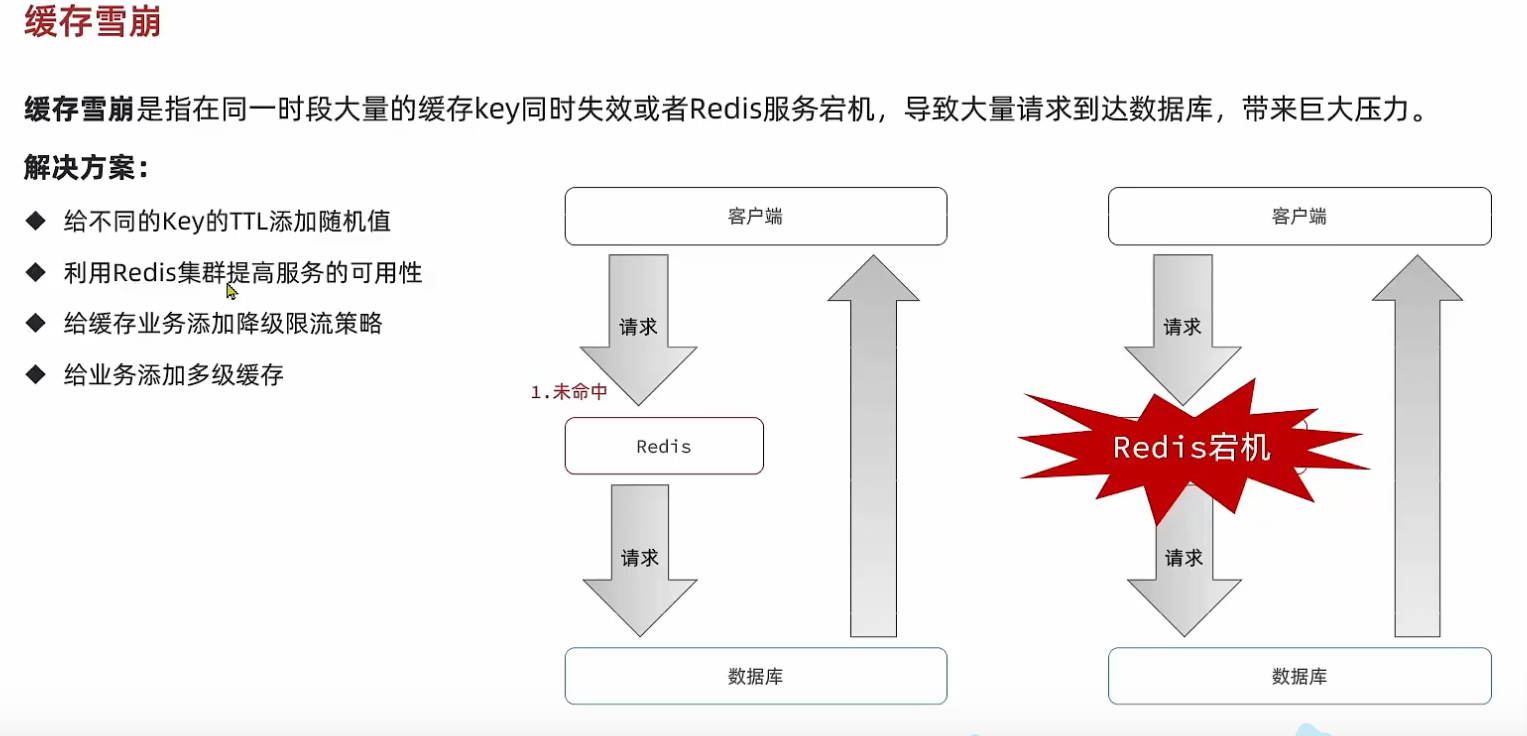 缓存雪崩
缓存雪崩是指在同一时段大量的缓存key同时失效或者Redis服务宕机，导致大量请求到达数据库，带来巨大压力。
解决方案：
给不同的Key的TTL添加随机值
利用Redis集群提高服务的可用性
给缓存业务添加降级限流策略
给业务添加多级缓存
客户端
请求
1.未命中
Redis
请求
数据库
客户端
请求
Redis宕机
请求
数据库